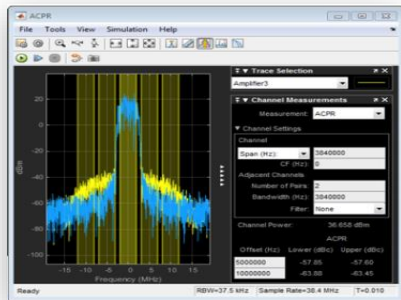 ACPR
File Tools View Simulation Help
Trace Selection
Amplifier3
Channel Measurements
Measurement: ACPR
Channel Settings
Channel
Span (Hz): 3840000
CF (Hz): 0
Adjacent Channels
Number of Pairs: 2
Bandwidth (Hz): 3840000
Filter: None
Channel Power: 36.658 dBm
ACPR
Offset (Hz) Lower (dBc) Upper (dBc)
5000000 -57.85 -57.60
10000000 -63.88 -63.45
20
0
-20
-40
-60
-80
-100
dBm
-15 -10 -5 0 5 10 15
Frequency (MHz)
Ready RBW=37.5 kHz Sample Rate=38.4 MHz T=0.010